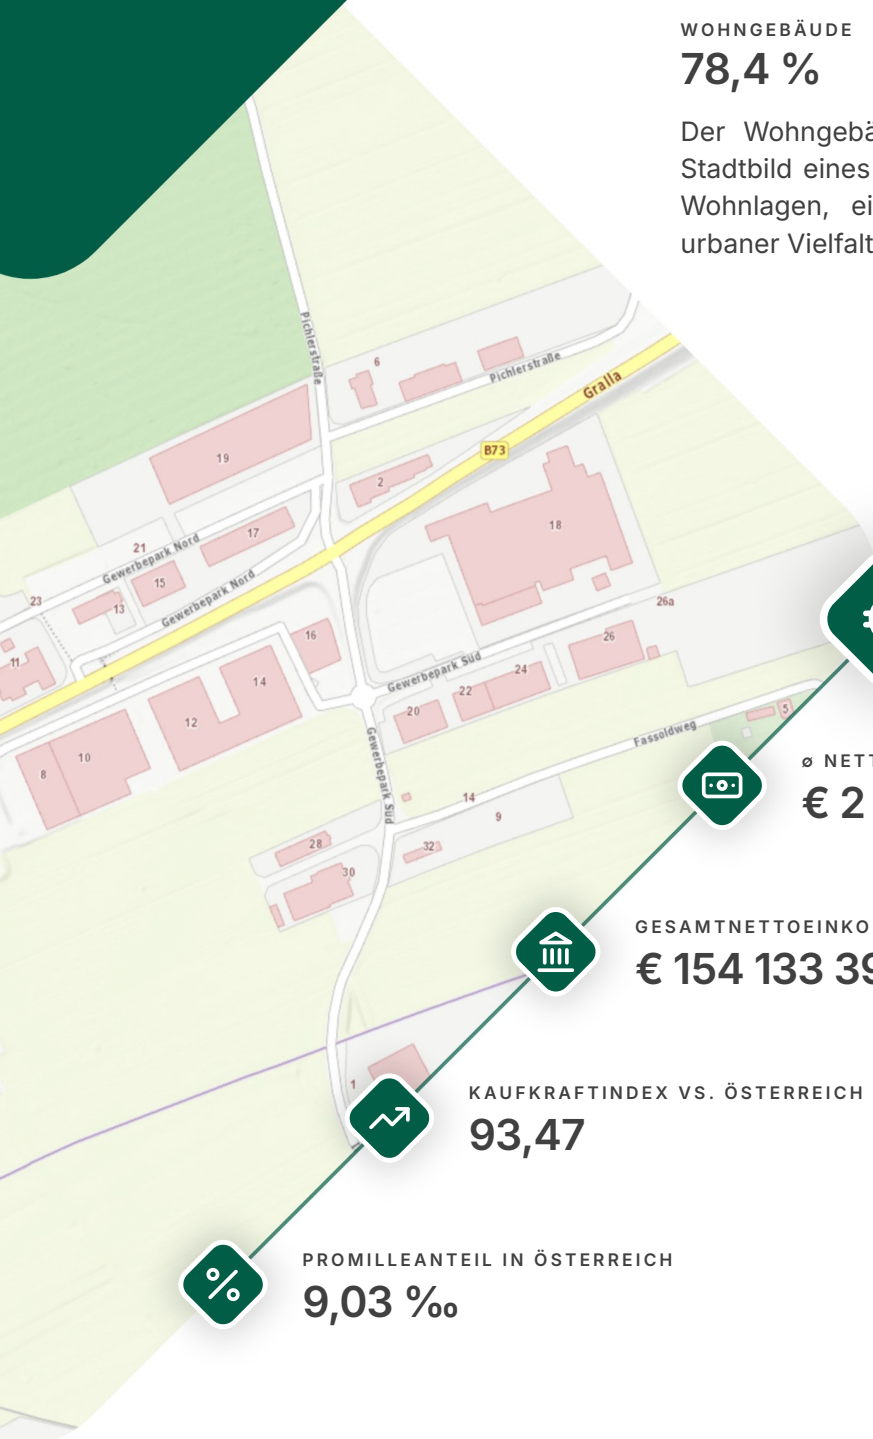 WOHNGEBÄUDE
78,4 %
Der Wohngebä
Stadtbild eines
Wohnlagen, ei
urbaner Vielfalt
Pichlerstraße
6
Pichlerstraße
Gralla
B73
19
2
18
17
21
Gewerbepark Nord
15
Gewerbepark Nord
23
13
26a
11
16
26
Gewerbepark Süd
24
22
14
20
12
10
8
Gewerbepark Süd
Fassoldweg
5
ø NETT
€ 2
14
9
28
32
30
GESAMTNETTOEINKO
€ 154 133 39
1
KAUFKRAFTINDEX VS. ÖSTERREICH
93,47
PROMILLEANTEIL IN ÖSTERREICH
9,03 ‰